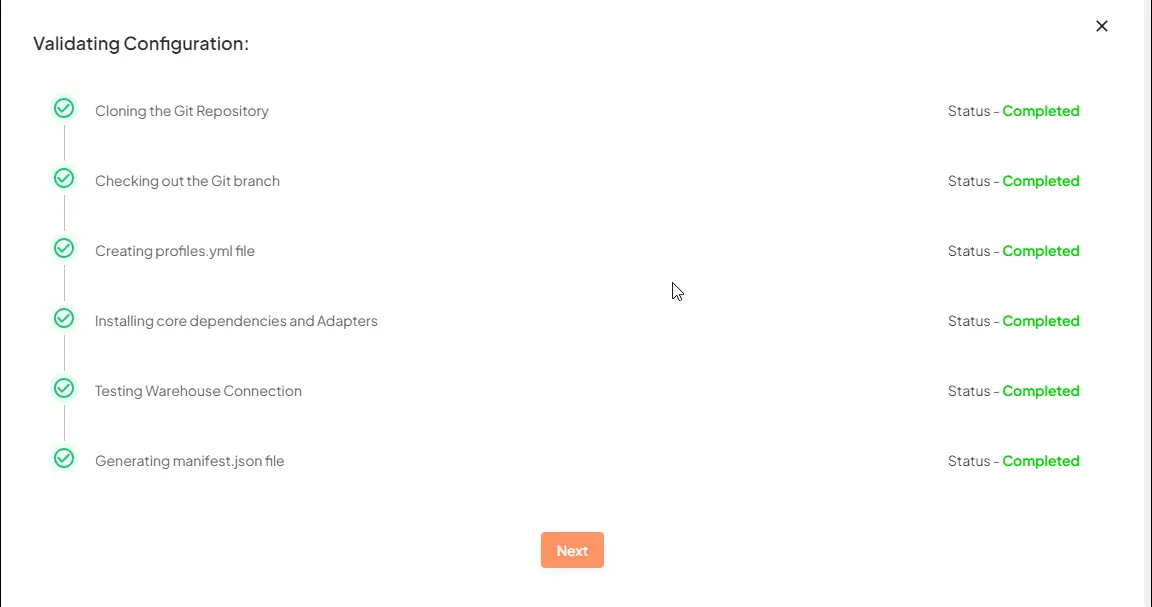 Validating Configuration:
Cloning the Git Repository Status - Completed
Checking out the Git branch Status - Completed
Creating profiles.yml file Status - Completed
Installing core dependencies and Adapters Status - Completed
Testing Warehouse Connection Status - Completed
Generating manifest.json file Status - Completed
Next